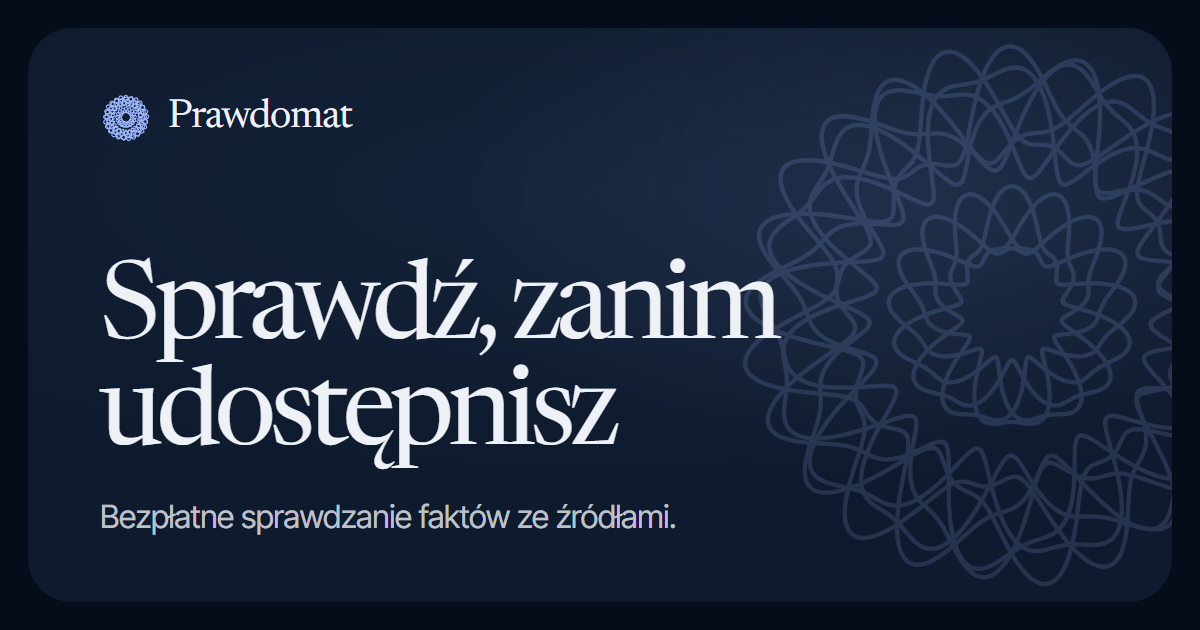 Prawdomat
Sprawdź, zanim
udostępnisz
Bezpłatne sprawdzanie faktów ze źródłami.